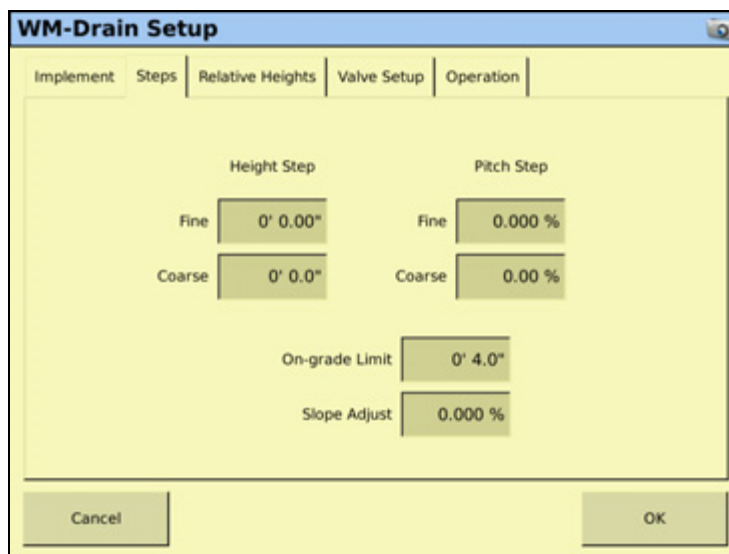 WM-Drain Setup
Implement Steps Relative Heights Valve Setup Operation
Height Step Pitch Step
Fine 0' 0.00" Fine 0.000 %
Coarse 0' 0.0" Coarse 0.00 %
On-grade Limit 0' 4.0"
Slope Adjust 0.000 %
Cancel OK